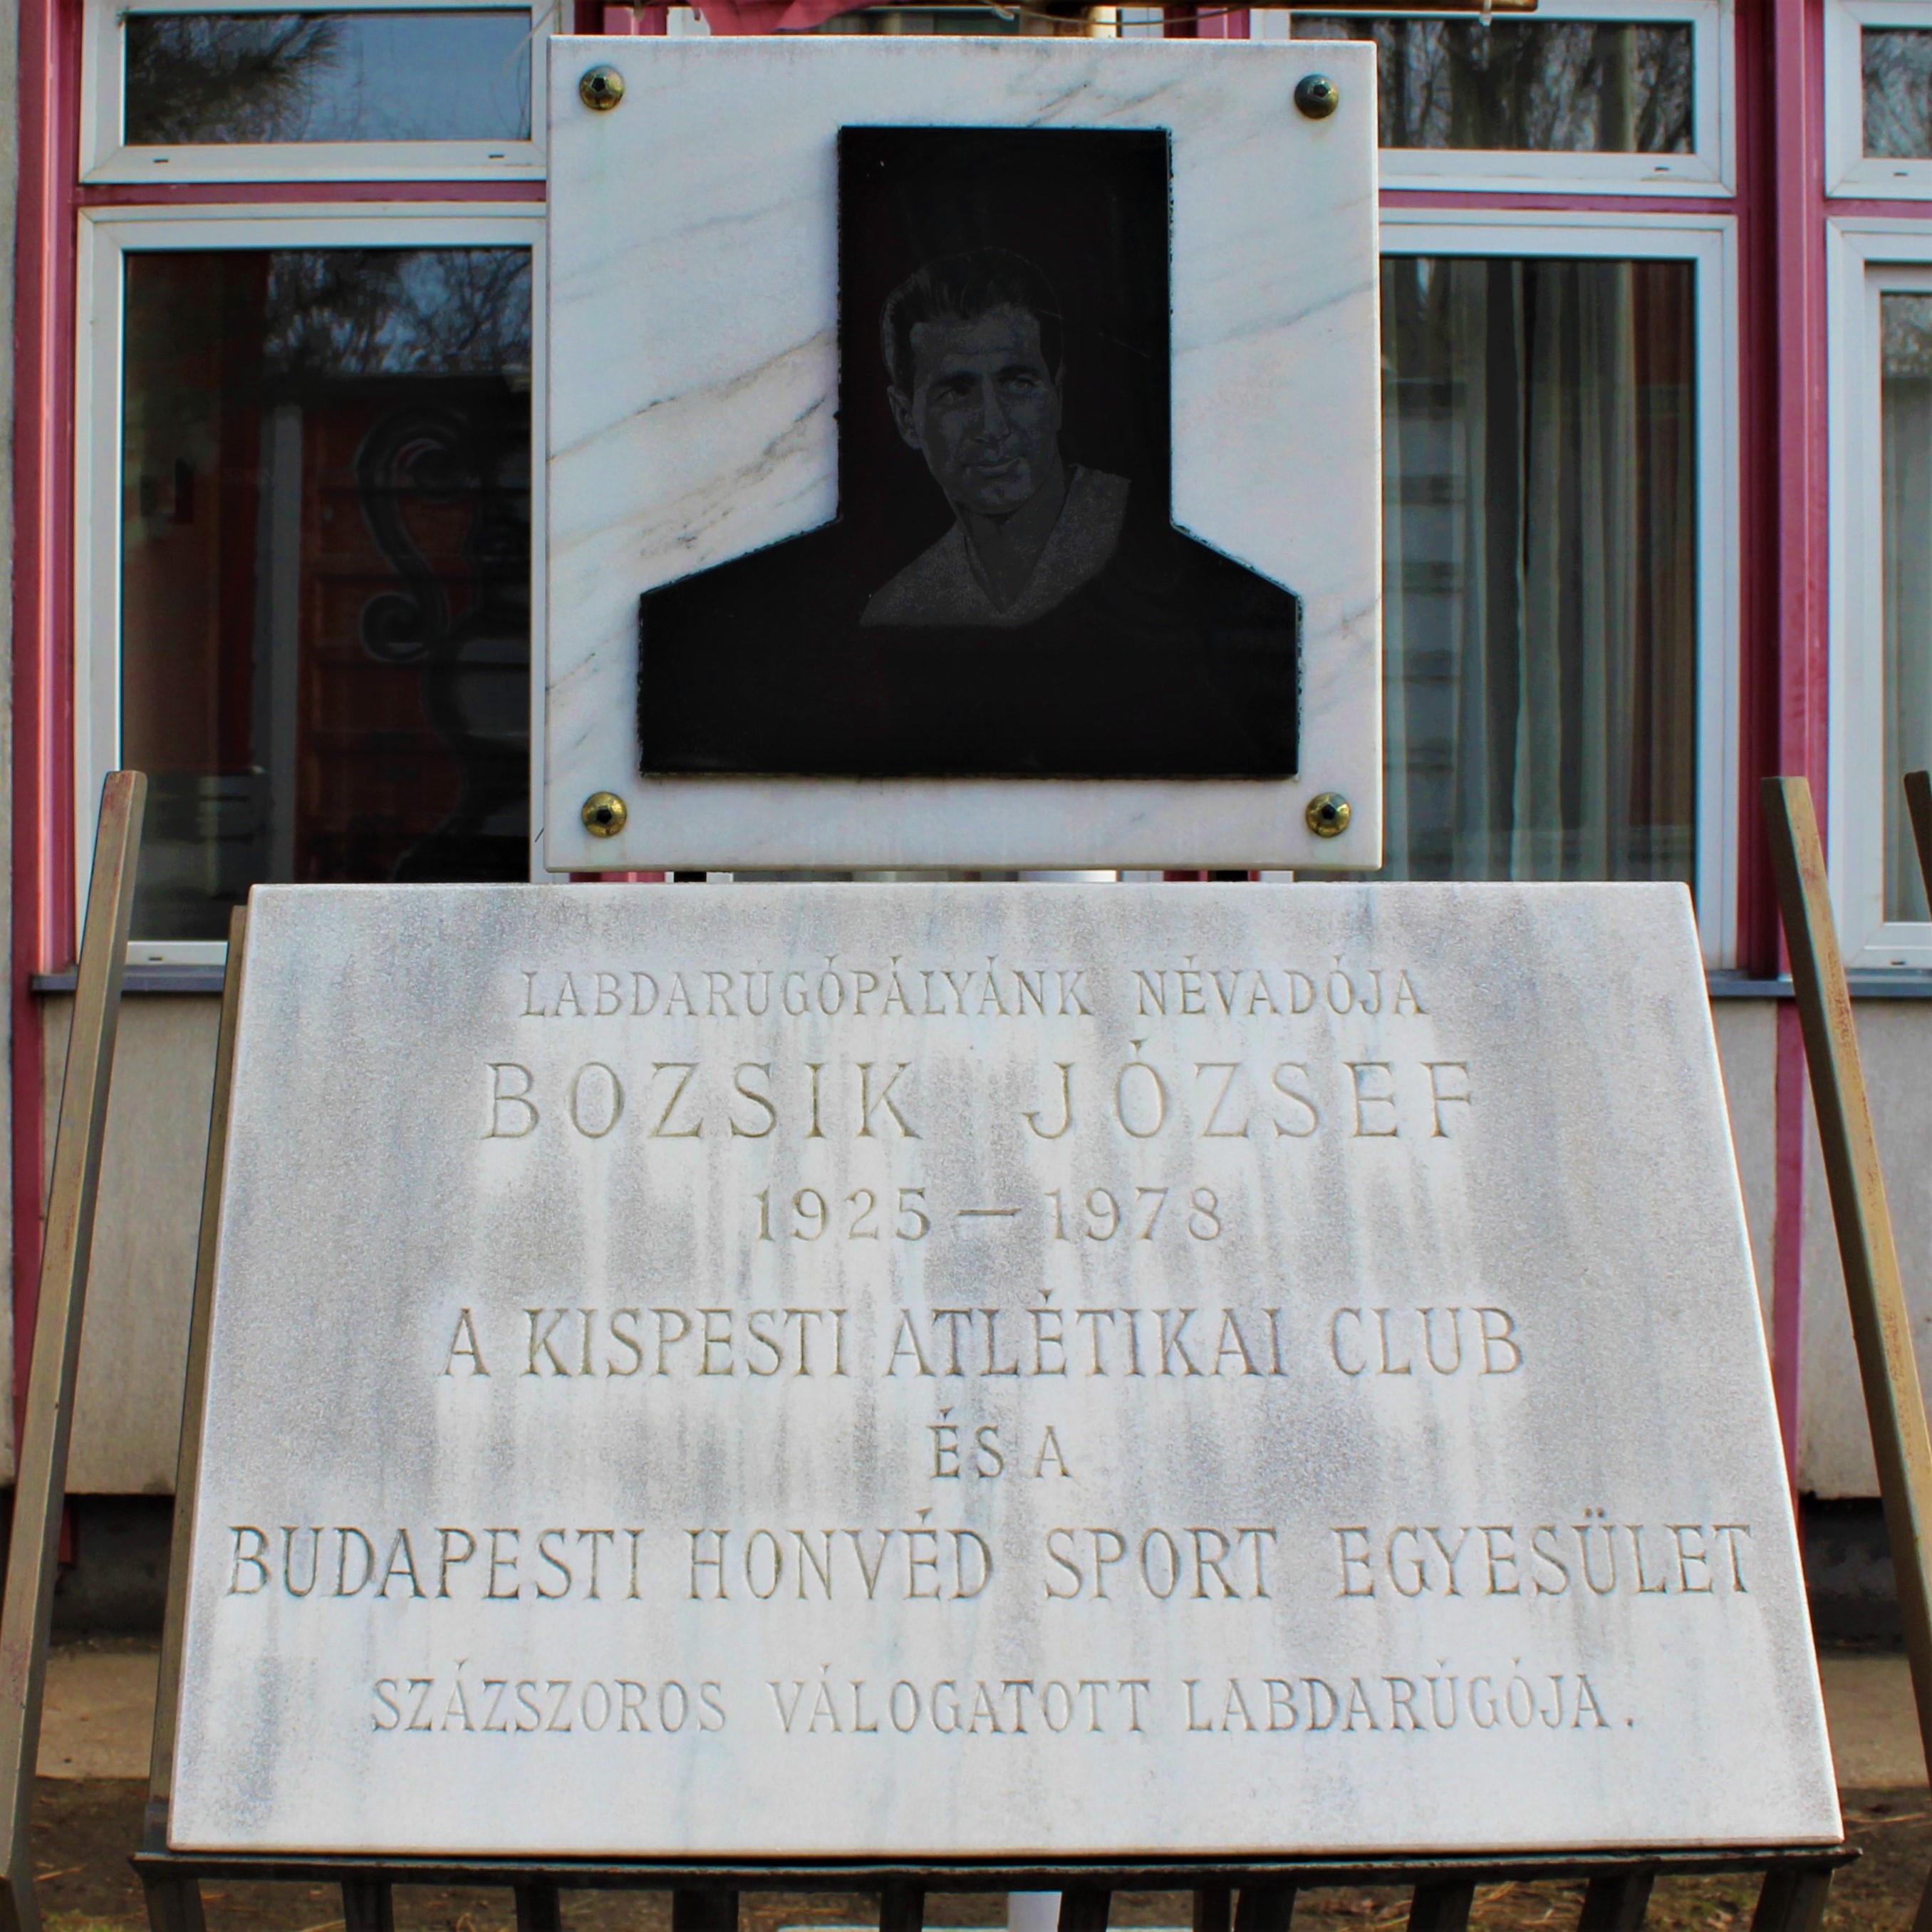 LABDARÚGÓPÁLYÁNK NÉVADÓJA
BOZSIK JÓZSEF
1925 — 1978
A KISPESTI ATLÉTIKAI CLUB
ÉS A
BUDAPESTI HONVÉD SPORT EGYESÜLET
SZÁZSZOROS VÁLOGATOTT LABDARÚGÓJA.